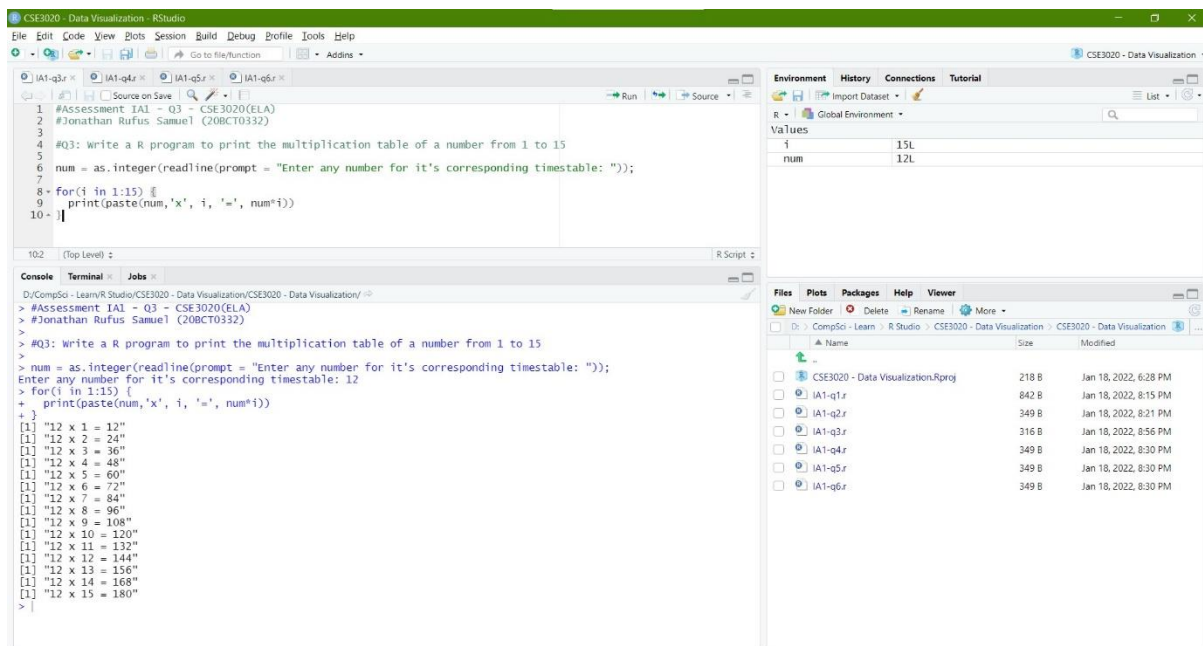 CSE3020 - Data Visualization - RStudio
File Edit Code View Plots Session Build Debug Profile Tools Help
Go to file/function Addins
CSE3020 - Data Visualization
IA1-q3.r IA1-q4.r IA1-q5.r IA1-q6.r
Source on Save Run Source
1 #Assessment IA1 - Q3 - CSE3020(ELA)
2 #Jonathan Rufus Samuel (20BCT0332)
3
4 #Q3: Write a R program to print the multiplication table of a number from 1 to 15
5
6 num = as.integer(readline(prompt = "Enter any number for it's corresponding timestable: "));
7
8 for(i in 1:15) {
9 print(paste(num,'x', i, '=', num*i))
10 }
10:2 (Top Level) R Script
Console Terminal Jobs
D:/CompSci - Learn/R Studio/CSE3020 - Data Visualization/CSE3020 - Data Visualization/
> #Assessment IA1 - Q3 - CSE3020(ELA)
> #Jonathan Rufus Samuel (20BCT0332)
>
> #Q3: Write a R program to print the multiplication table of a number from 1 to 15
>
> num = as.integer(readline(prompt = "Enter any number for it's corresponding timestable: "));
Enter any number for it's corresponding timestable: 12
> for(i in 1:15) {
+ print(paste(num,'x', i, '=', num*i))
+ }
[1] "12 x 1 = 12"
[1] "12 x 2 = 24"
[1] "12 x 3 = 36"
[1] "12 x 4 = 48"
[1] "12 x 5 = 60"
[1] "12 x 6 = 72"
[1] "12 x 7 = 84"
[1] "12 x 8 = 96"
[1] "12 x 9 = 108"
[1] "12 x 10 = 120"
[1] "12 x 11 = 132"
[1] "12 x 12 = 144"
[1] "12 x 13 = 156"
[1] "12 x 14 = 168"
[1] "12 x 15 = 180"
>
Environment History Connections Tutorial
Import Dataset List
R Global Environment
Values
i 15L
num 12L
Files Plots Packages Help Viewer
New Folder Delete Rename More
D: > CompSci - Learn > R Studio > CSE3020 - Data Visualization > CSE3020 - Data Visualization ...
Name Size Modified
..
CSE3020 - Data Visualization.Rproj 218 B Jan 18, 2022, 6:28 PM
IA1-q1.r 842 B Jan 18, 2022, 8:15 PM
IA1-q2.r 349 B Jan 18, 2022, 8:21 PM
IA1-q3.r 316 B Jan 18, 2022, 8:56 PM
IA1-q4.r 349 B Jan 18, 2022, 8:30 PM
IA1-q5.r 349 B Jan 18, 2022, 8:30 PM
IA1-q6.r 349 B Jan 18, 2022, 8:30 PM